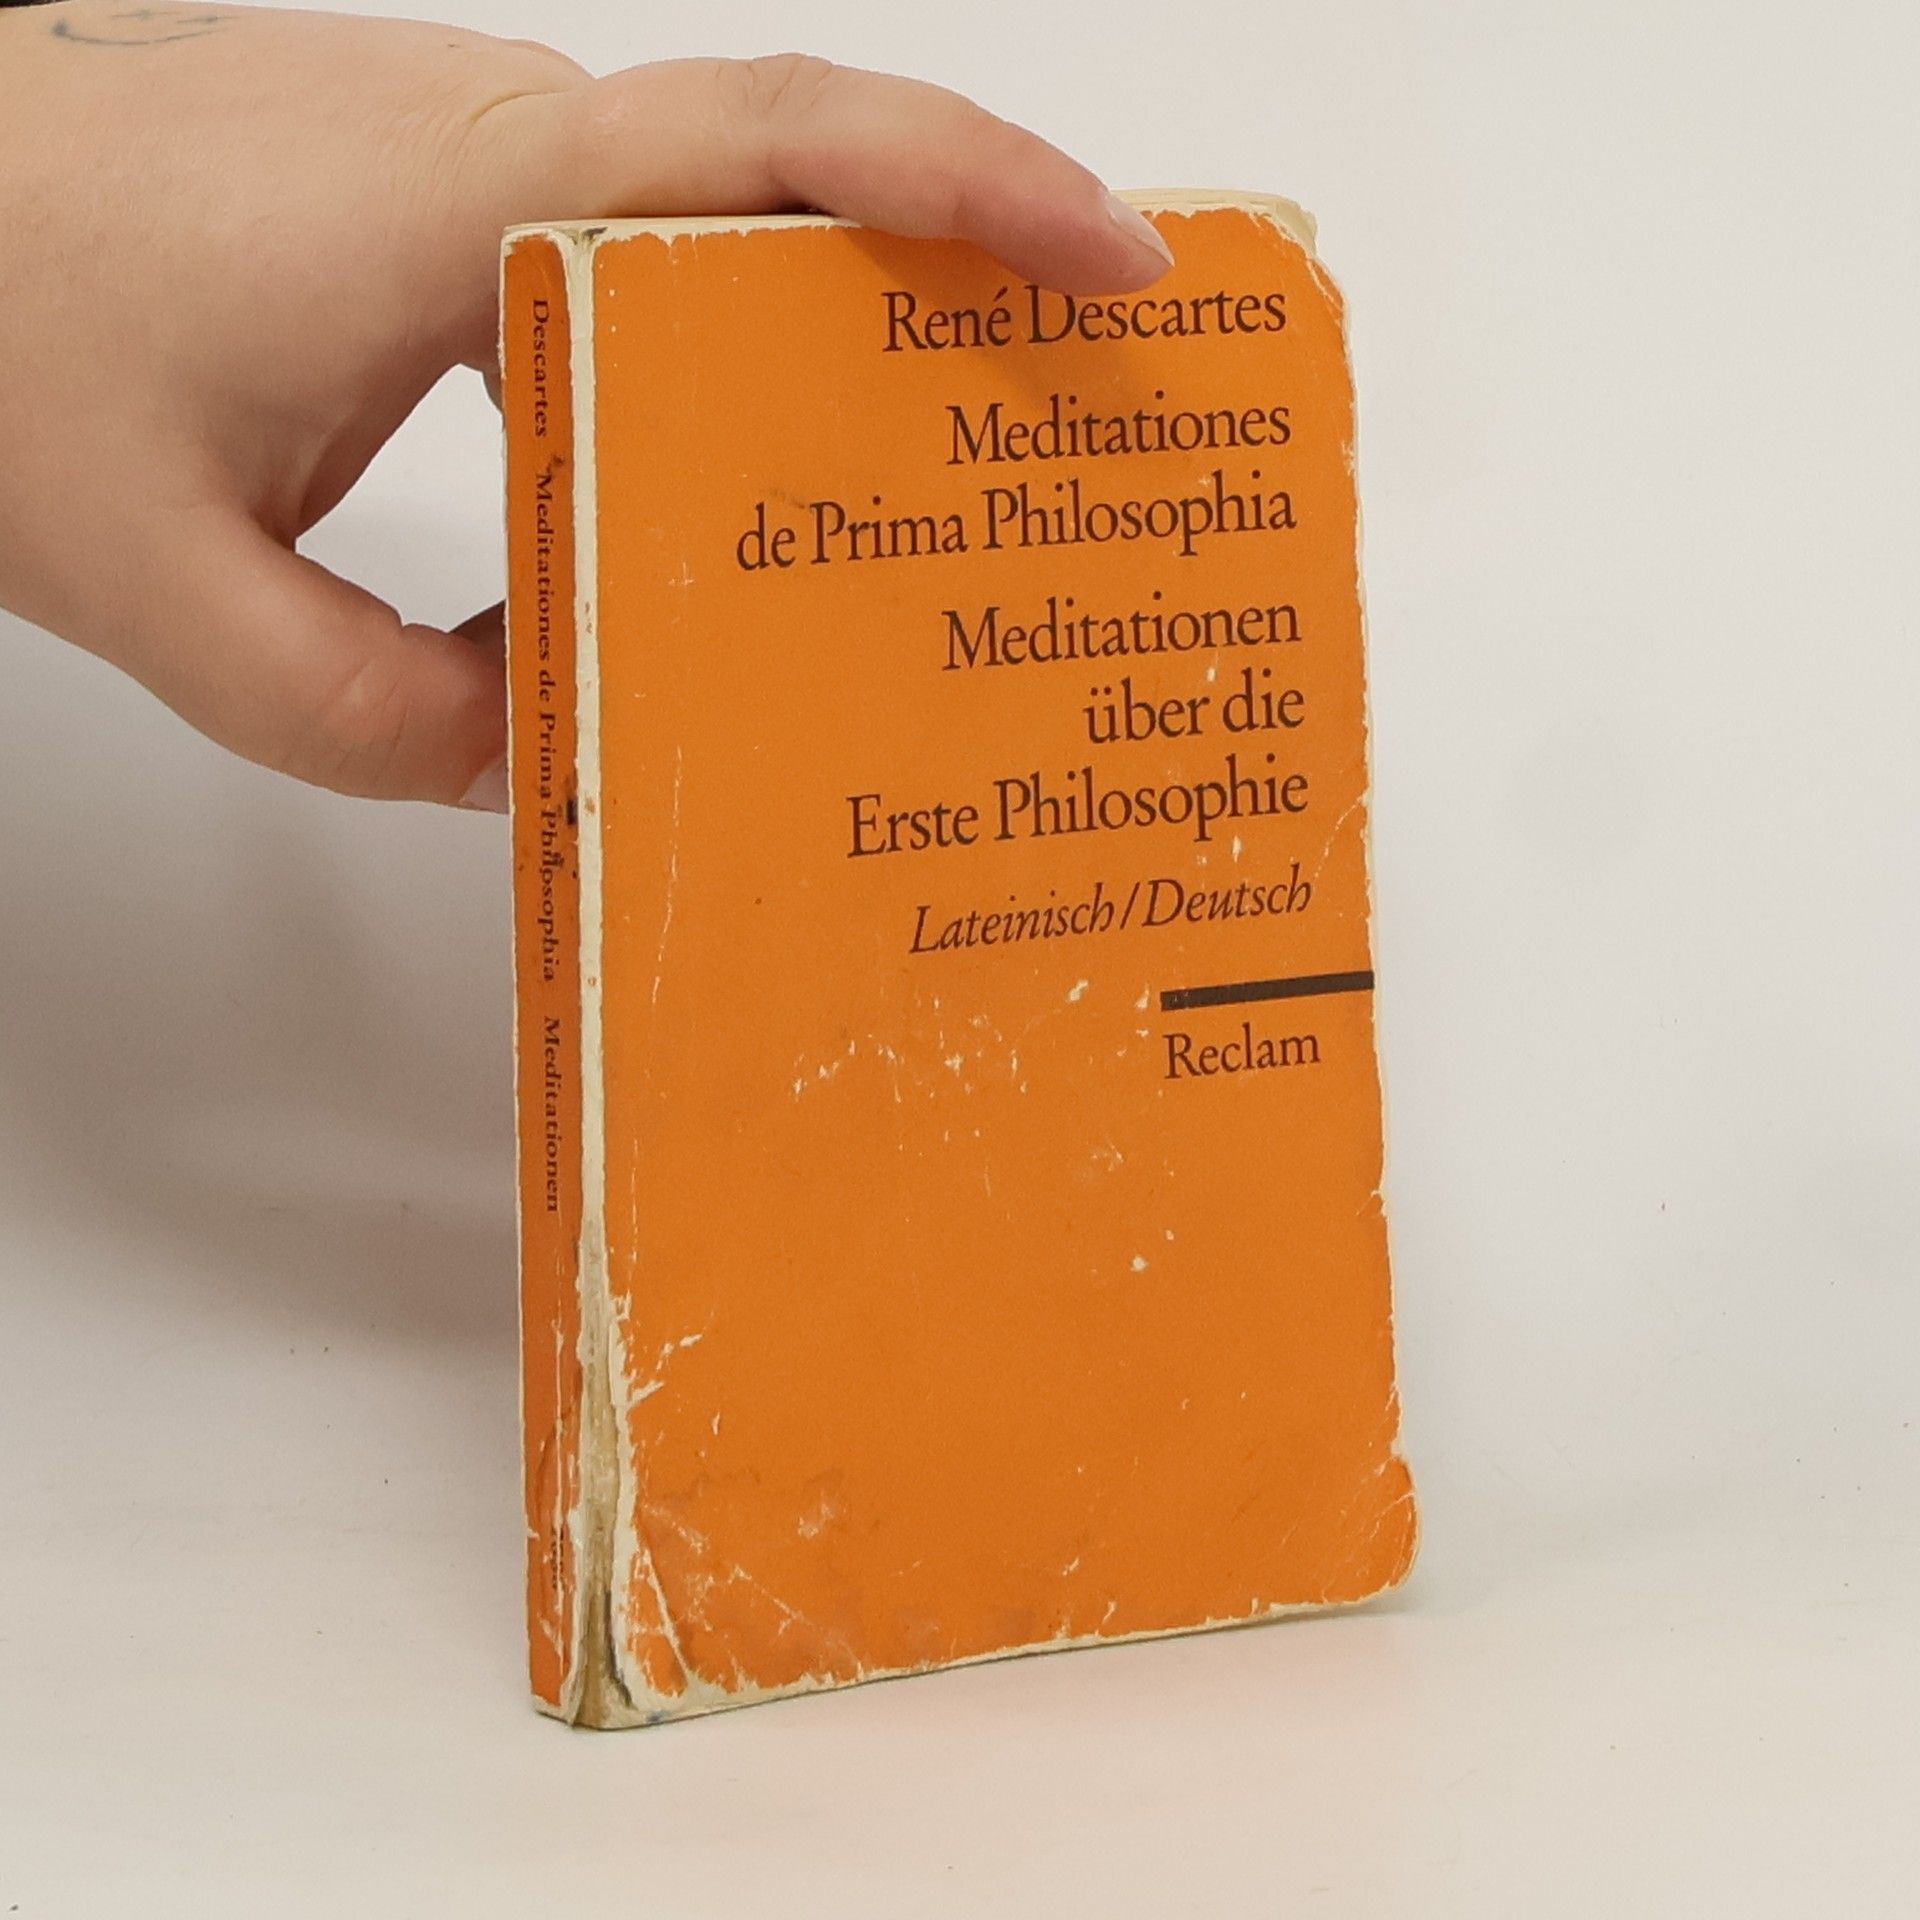 René Descartes
Meditationes
de Prima Philosophia
Meditationen
über die
Erste Philosophie
Lateinisch/Deutsch
Reclam
Descartes Meditationes de Prima Philosophia Meditationen